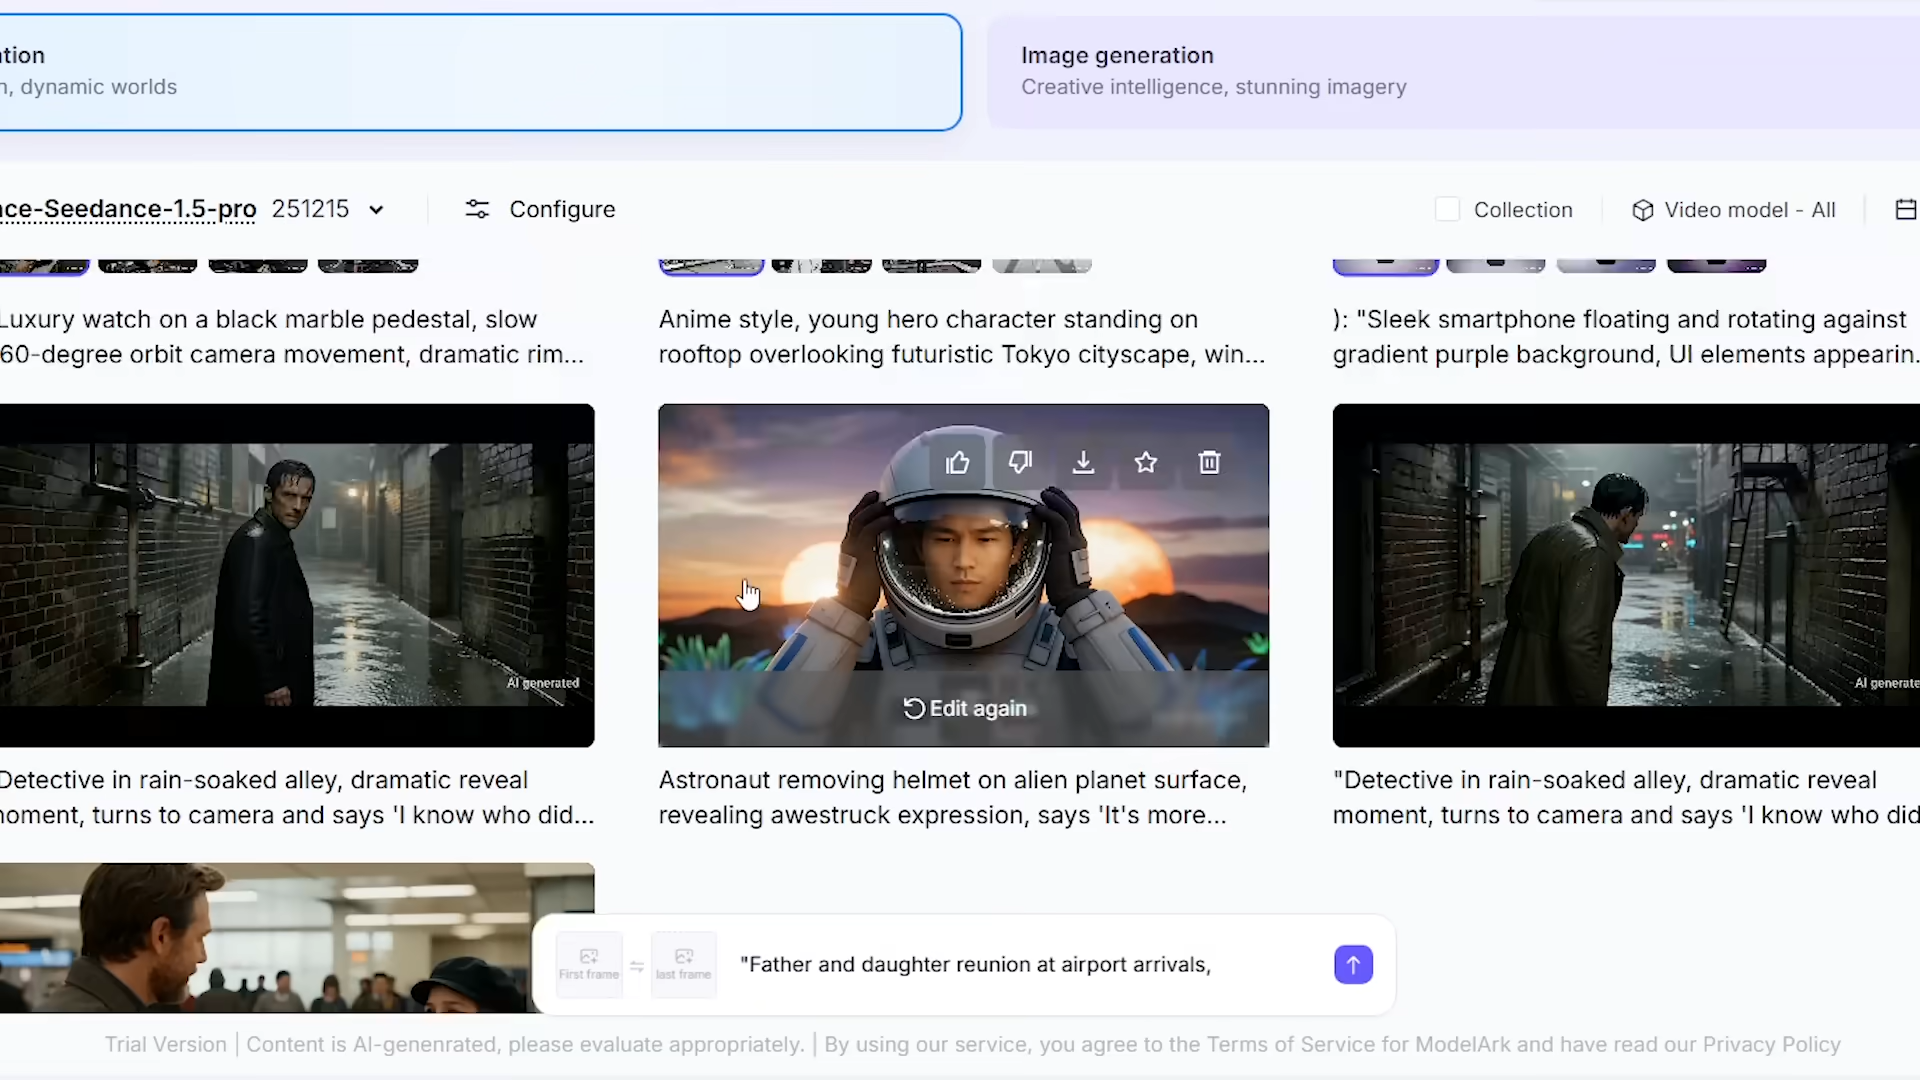 tion
n, dynamic worlds
Image generation
Creative intelligence, stunning imagery
ce-Seedance-1.5-pro 251215
Configure
Collection
Video model - All
Luxury watch on a black marble pedestal, slow
60-degree orbit camera movement, dramatic rim...
Anime style, young hero character standing on
rooftop overlooking futuristic Tokyo cityscape, win...
): "Sleek smartphone floating and rotating against
gradient purple background, UI elements appearin.
AI generated
Edit again
AI generate
Detective in rain-soaked alley, dramatic reveal
moment, turns to camera and says 'I know who did...
Astronaut removing helmet on alien planet surface,
revealing awestruck expression, says 'It's more...
"Detective in rain-soaked alley, dramatic reveal
moment, turns to camera and says 'I know who did
First frame
last frame
"Father and daughter reunion at airport arrivals,
Trial Version | Content is AI-genenrated, please evaluate appropriately. | By using our service, you agree to the Terms of Service for ModelArk and have read our Privacy Policy